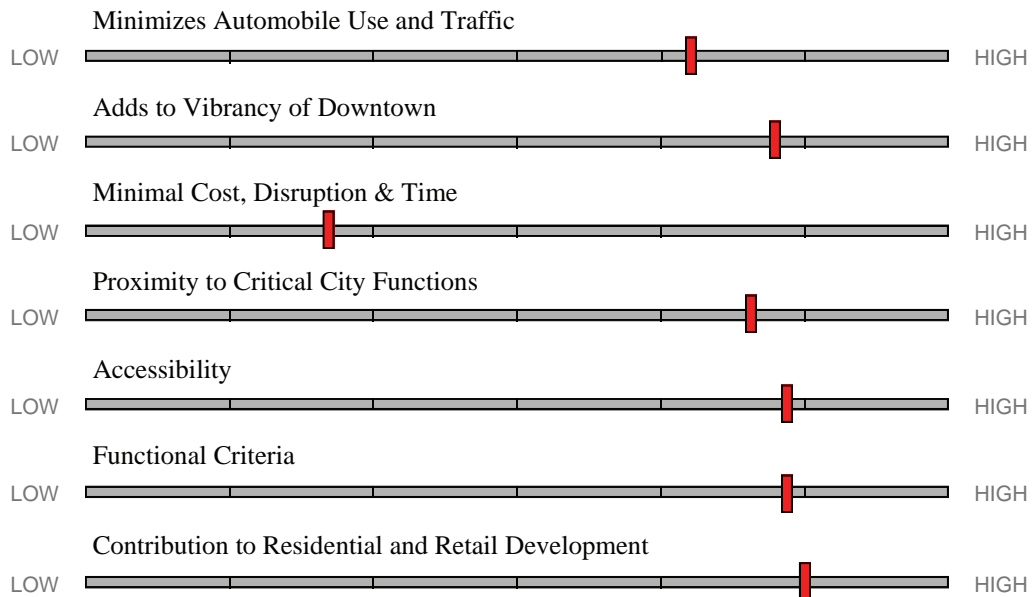 Minimizes Automobile Use and Traffic
LOW HIGH
Adds to Vibrancy of Downtown
LOW HIGH
Minimal Cost, Disruption & Time
LOW HIGH
Proximity to Critical City Functions
LOW HIGH
Accessibility
LOW HIGH
Functional Criteria
LOW HIGH
Contribution to Residential and Retail Development
LOW HIGH